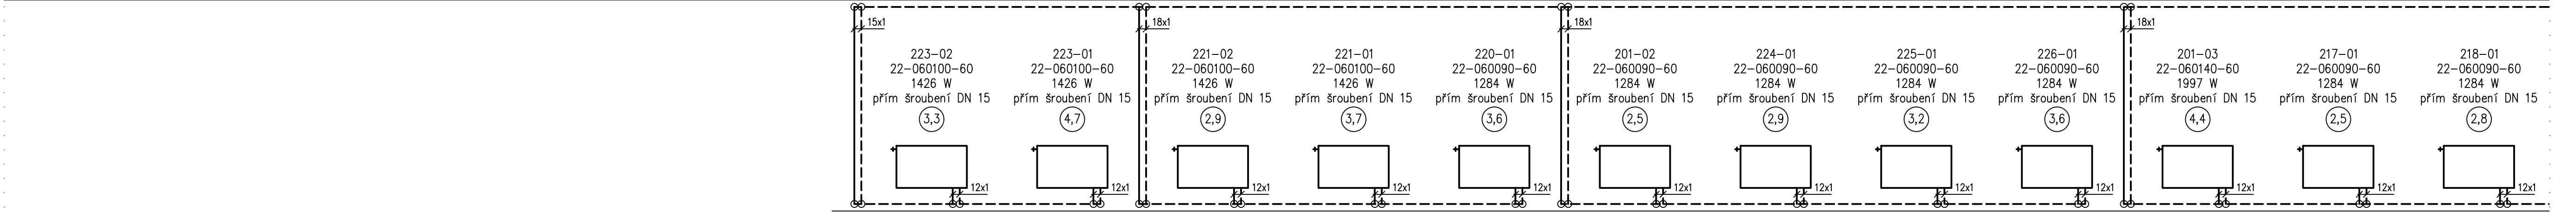 15x1
18x1
18x1
18x1
223-02
22-060100-60
1426 W
přím šroubení DN 15
3,3
12x1
223-01
22-060100-60
1426 W
přím šroubení DN 15
4,7
12x1
221-02
22-060100-60
1426 W
přím šroubení DN 15
2,9
12x1
221-01
22-060100-60
1426 W
přím šroubení DN 15
3,7
12x1
220-01
22-060090-60
1284 W
přím šroubení DN 15
3,6
12x1
201-02
22-060090-60
1284 W
přím šroubení DN 15
2,5
12x1
224-01
22-060090-60
1284 W
přím šroubení DN 15
2,9
12x1
225-01
22-060090-60
1284 W
přím šroubení DN 15
3,2
12x1
226-01
22-060090-60
1284 W
přím šroubení DN 15
3,6
12x1
201-03
22-060140-60
1997 W
přím šroubení DN 15
4,4
12x1
217-01
22-060090-60
1284 W
přím šroubení DN 15
2,5
12x1
218-01
22-060090-60
1284 W
přím šroubení DN 15
2,8
12x1